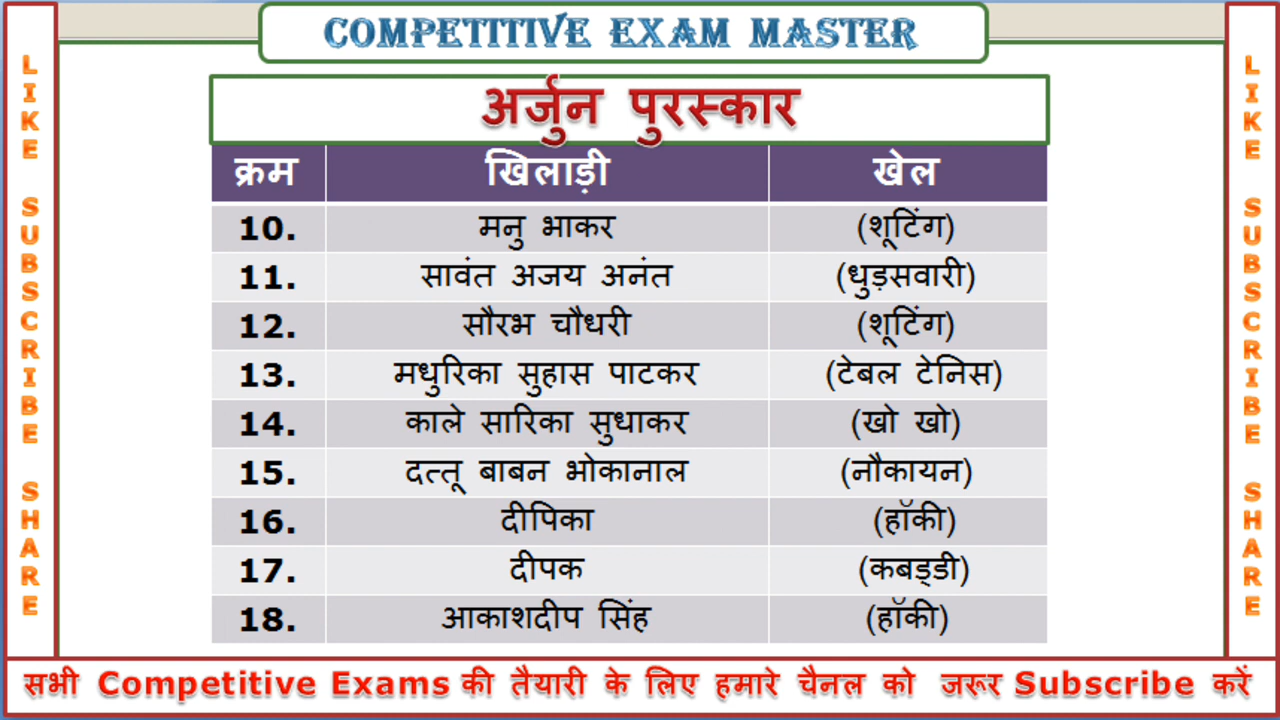 COMPETITIVE EXAM MASTER
अर्जुन पुरस्कार
क्रम खिलाड़ी खेल
10. मनु भाकर (शूटिंग)
11. सावंत अजय अनंत (धुड़सवारी)
12. सौरभ चौधरी (शूटिंग)
13. मधुरिका सुहास पाटकर (टेबल टेनिस)
14. काले सारिका सुधाकर (खो खो)
15. दत्तू बाबन भोकानाल (नौकायन)
16. दीपिका (हॉकी)
17. दीपक (कबड्डी)
18. आकाशदीप सिंह (हॉकी)
LIKE SUBSCRIBE SHARE
LIKE SUBSCRIBE SHARE
सभी Competitive Exams की तैयारी के लिए हमारे चैनल को जरूर Subscribe करें